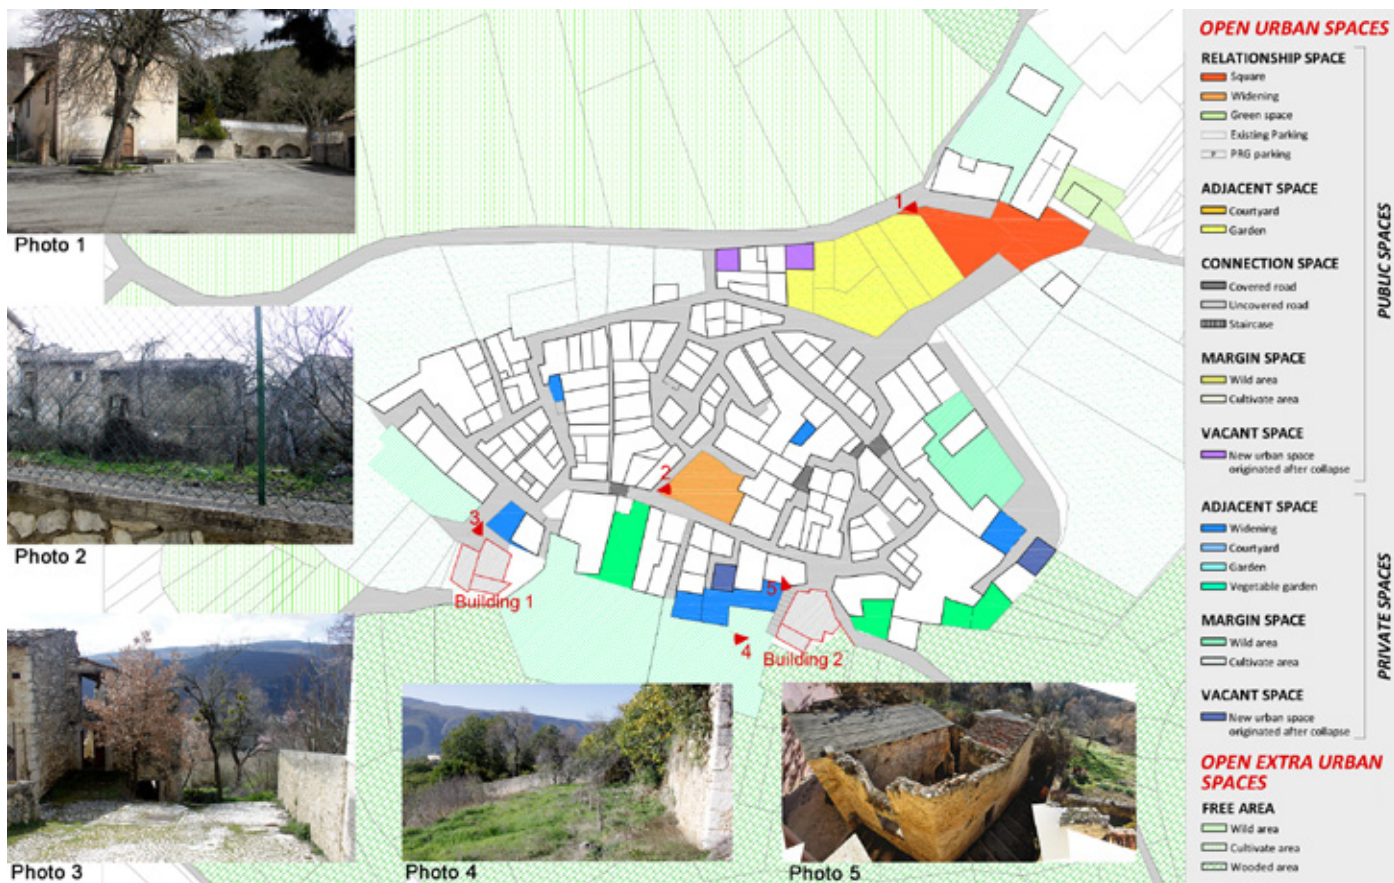 Photo 1
Photo 2
Photo 3
Photo 4
Photo 5
1
2
3
4
5
Building 1
Building 2
OPEN URBAN SPACES
RELATIONSHIP SPACE
Square
Widening
Green space
Existing Parking
P PRG parking
ADJACENT SPACE
Courtyard
Garden
CONNECTION SPACE
Covered road
Uncovered road
Staircase
MARGIN SPACE
Wild area
Cultivate area
VACANT SPACE
New urban space
originated after collapse
PUBLIC SPACES
ADJACENT SPACE
Widening
Courtyard
Garden
Vegetable garden
MARGIN SPACE
Wild area
Cultivate area
VACANT SPACE
New urban space
originated after collapse
PRIVATE SPACES
OPEN EXTRA URBAN
SPACES
FREE AREA
Wild area
Cultivate area
Wooded area